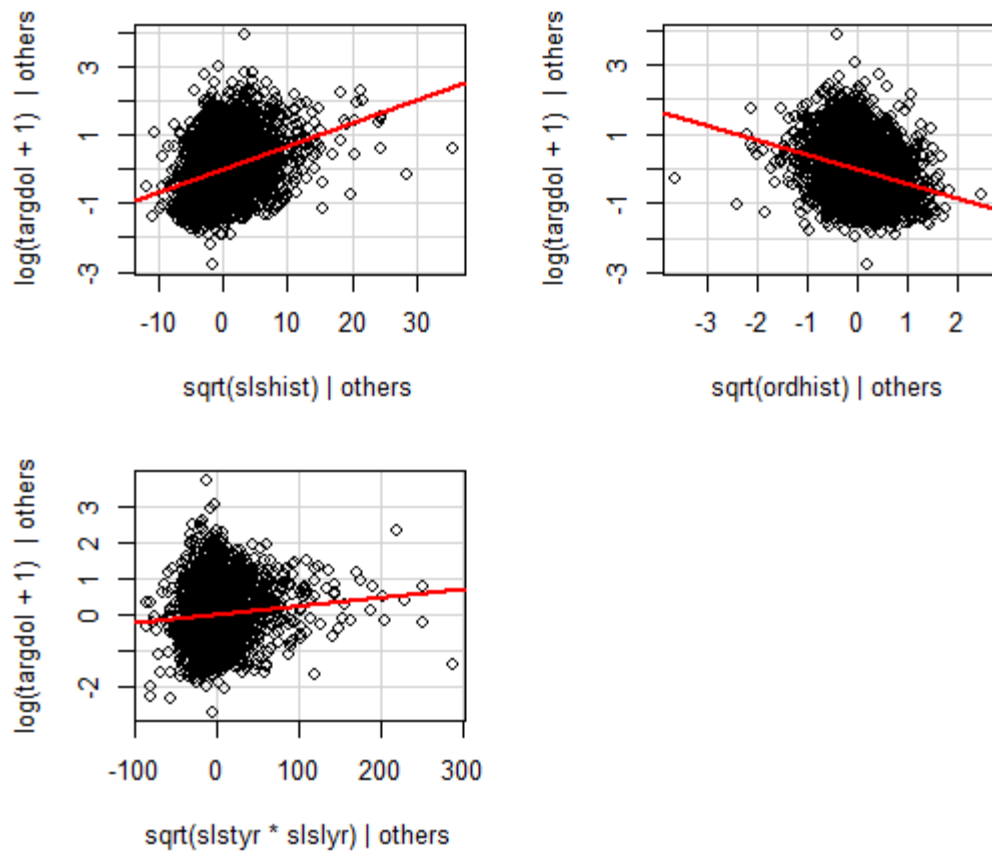 log(targdol + 1) | others
3
1
-1
-3
-10 0 10 20 30
sqrt(slshist) | others
log(targdol + 1) | others
3
1
-1
-3
-3 -2 -1 0 1 2
sqrt(ordhist) | others
log(targdol + 1) | others
3
2
1
0
-2
-100 0 100 200 300
sqrt(slstyr * slslyr) | others